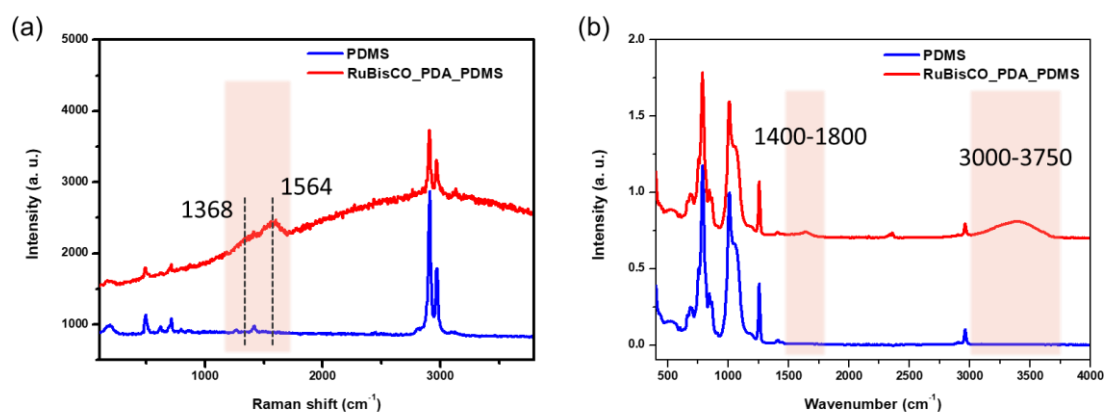 (a)
5000
4000
3000
2000
1000
Intensity (a. u.)
PDMS
RuBisCO_PDA_PDMS
1368
1564
1000
2000
3000
Raman shift (cm⁻¹)
(b)
2.0
1.5
1.0
0.5
0.0
Intensity (a. u.)
PDMS
RuBisCO_PDA_PDMS
1400-1800
3000-3750
500
1000
1500
2000
2500
3000
3500
4000
Wavenumber (cm⁻¹)